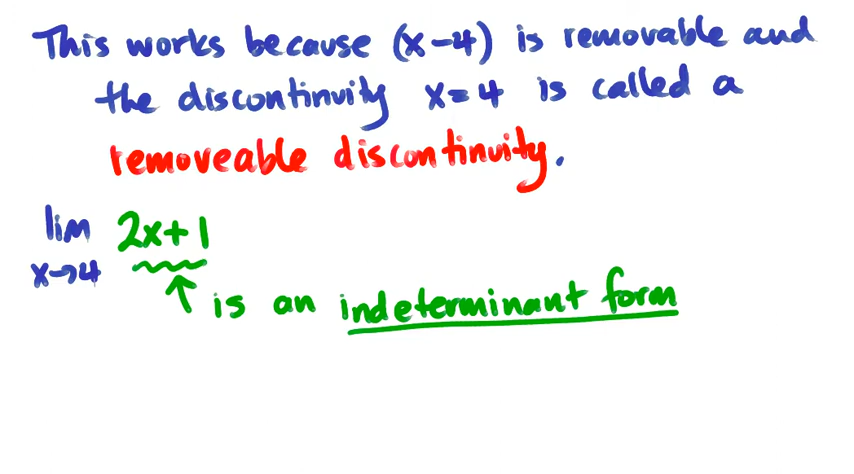 This works because (x-4) is removable and
the discontinuity x=4 is called a
removeable discontinuity.
lim 2x+1
x→4
↑ is an indeterminant form